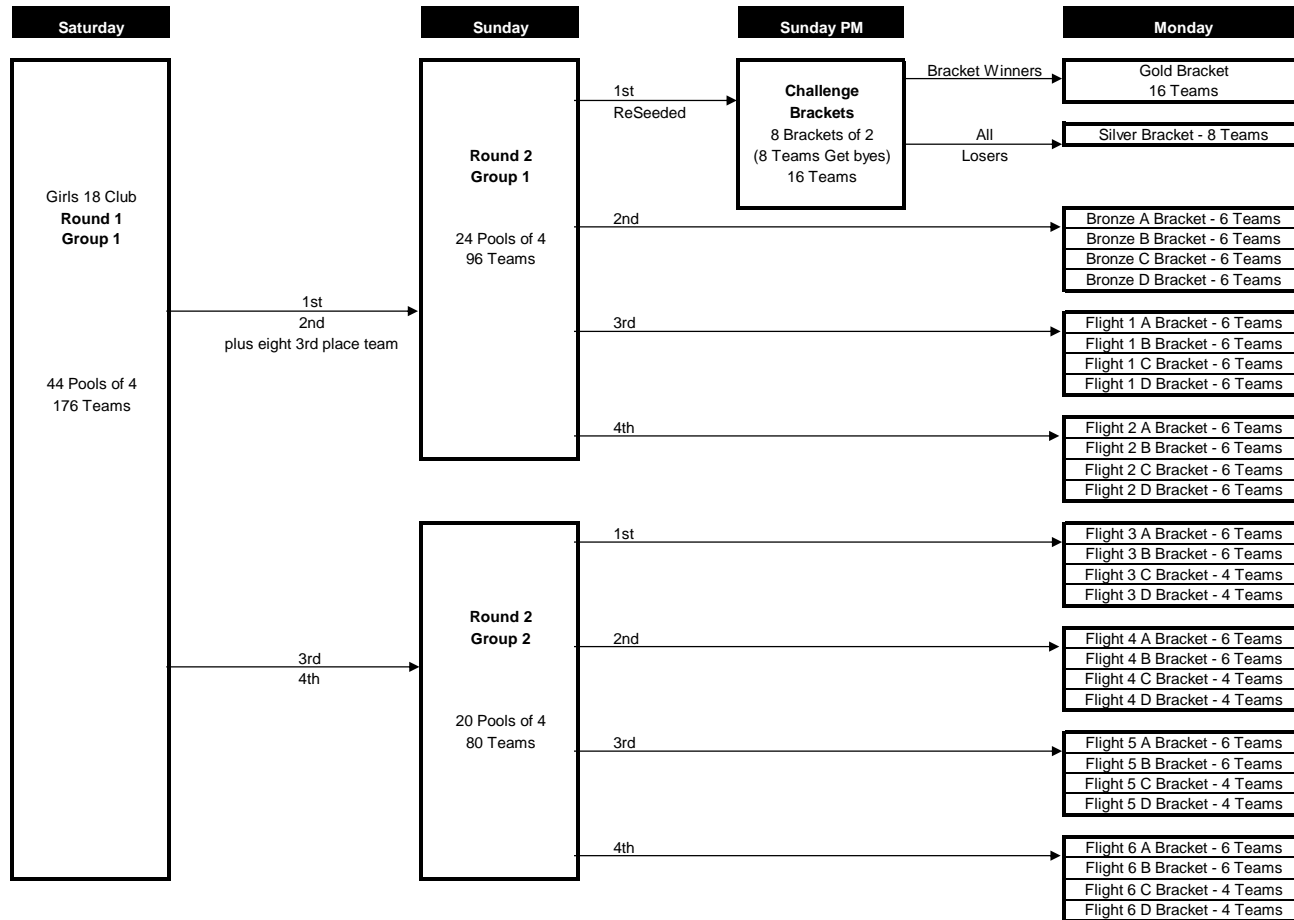 Saturday
Sunday
Sunday PM
Monday
Girls 18 Club
Round 1
Group 1
44 Pools of 4
176 Teams
1st
2nd
plus eight 3rd place team
3rd
4th
Round 2
Group 1
24 Pools of 4
96 Teams
1st
ReSeeded
2nd
3rd
4th
Challenge
Brackets
8 Brackets of 2
(8 Teams Get byes)
16 Teams
Bracket Winners
All
Losers
Gold Bracket
16 Teams
Silver Bracket - 8 Teams
Bronze A Bracket - 6 Teams
Bronze B Bracket - 6 Teams
Bronze C Bracket - 6 Teams
Bronze D Bracket - 6 Teams
Flight 1 A Bracket - 6 Teams
Flight 1 B Bracket - 6 Teams
Flight 1 C Bracket - 6 Teams
Flight 1 D Bracket - 6 Teams
Flight 2 A Bracket - 6 Teams
Flight 2 B Bracket - 6 Teams
Flight 2 C Bracket - 6 Teams
Flight 2 D Bracket - 6 Teams
Round 2
Group 2
20 Pools of 4
80 Teams
1st
2nd
3rd
4th
Flight 3 A Bracket - 6 Teams
Flight 3 B Bracket - 6 Teams
Flight 3 C Bracket - 4 Teams
Flight 3 D Bracket - 4 Teams
Flight 4 A Bracket - 6 Teams
Flight 4 B Bracket - 6 Teams
Flight 4 C Bracket - 4 Teams
Flight 4 D Bracket - 4 Teams
Flight 5 A Bracket - 6 Teams
Flight 5 B Bracket - 6 Teams
Flight 5 C Bracket - 4 Teams
Flight 5 D Bracket - 4 Teams
Flight 6 A Bracket - 6 Teams
Flight 6 B Bracket - 6 Teams
Flight 6 C Bracket - 4 Teams
Flight 6 D Bracket - 4 Teams